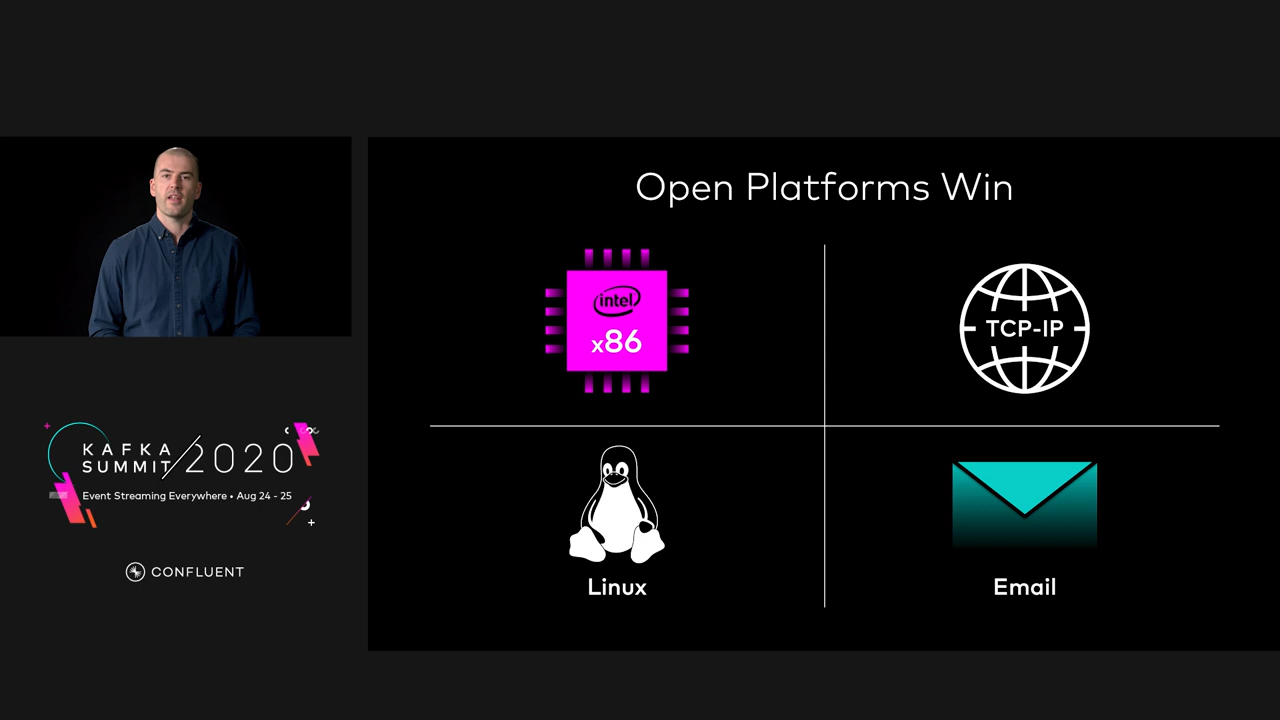 Open Platforms Win
intel
x86
TCP-IP
Linux
Email
KAFKA
SUMMIT
2020
Event Streaming Everywhere • Aug 24 - 25
CONFLUENT